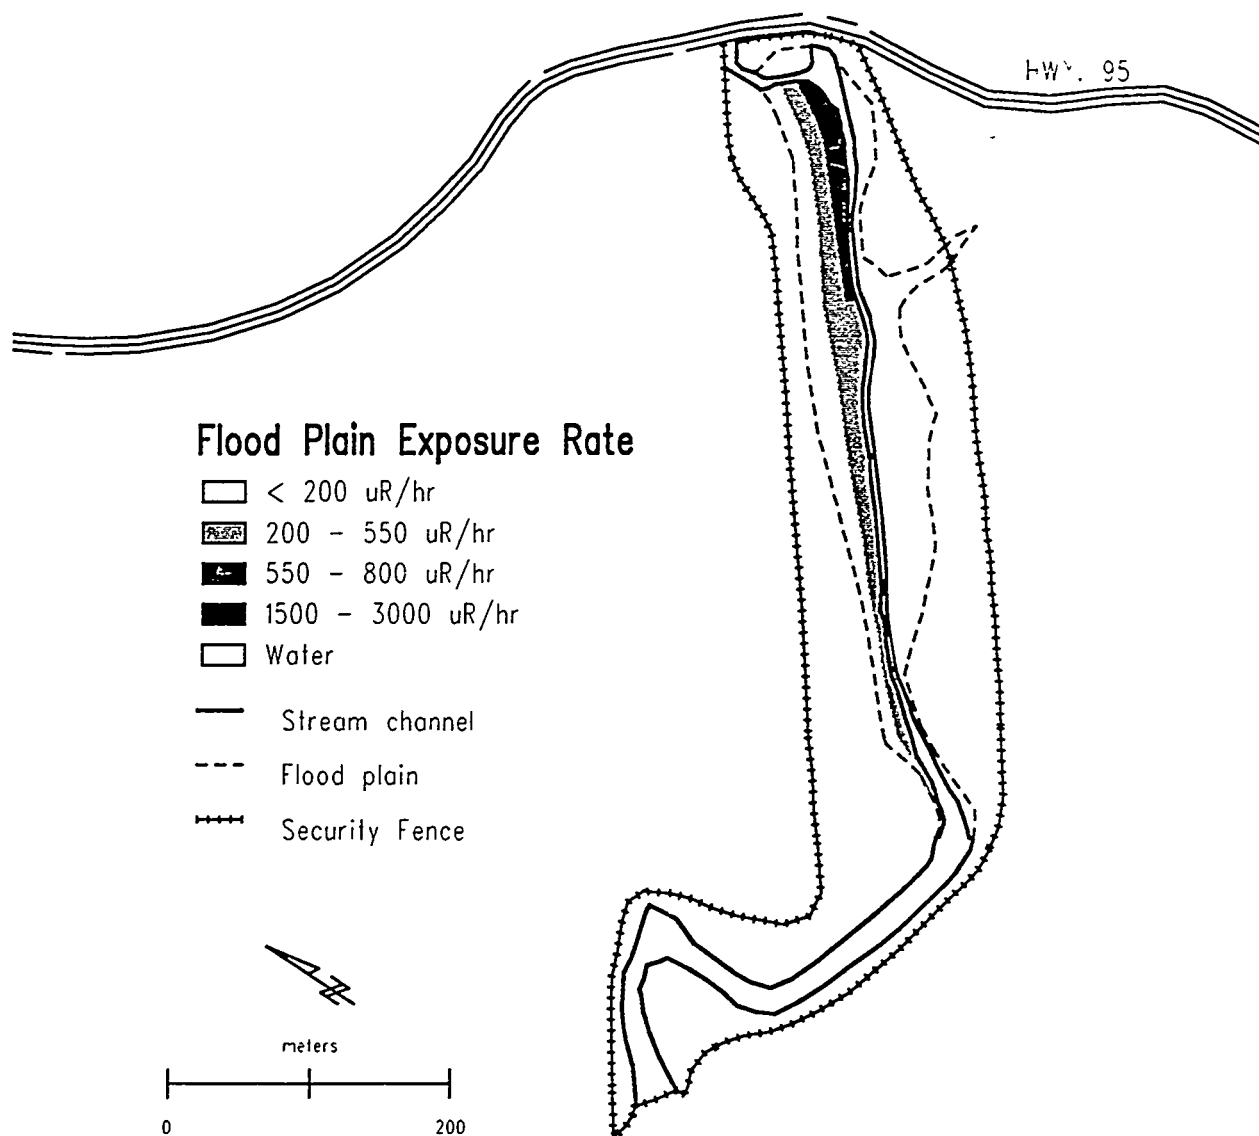 HWY. 95
Flood Plain Exposure Rate
< 200 uR/hr
200 - 550 uR/hr
550 - 800 uR/hr
1500 - 3000 uR/hr
Water
Stream channel
Flood plain
Security Fence
meters
0 200